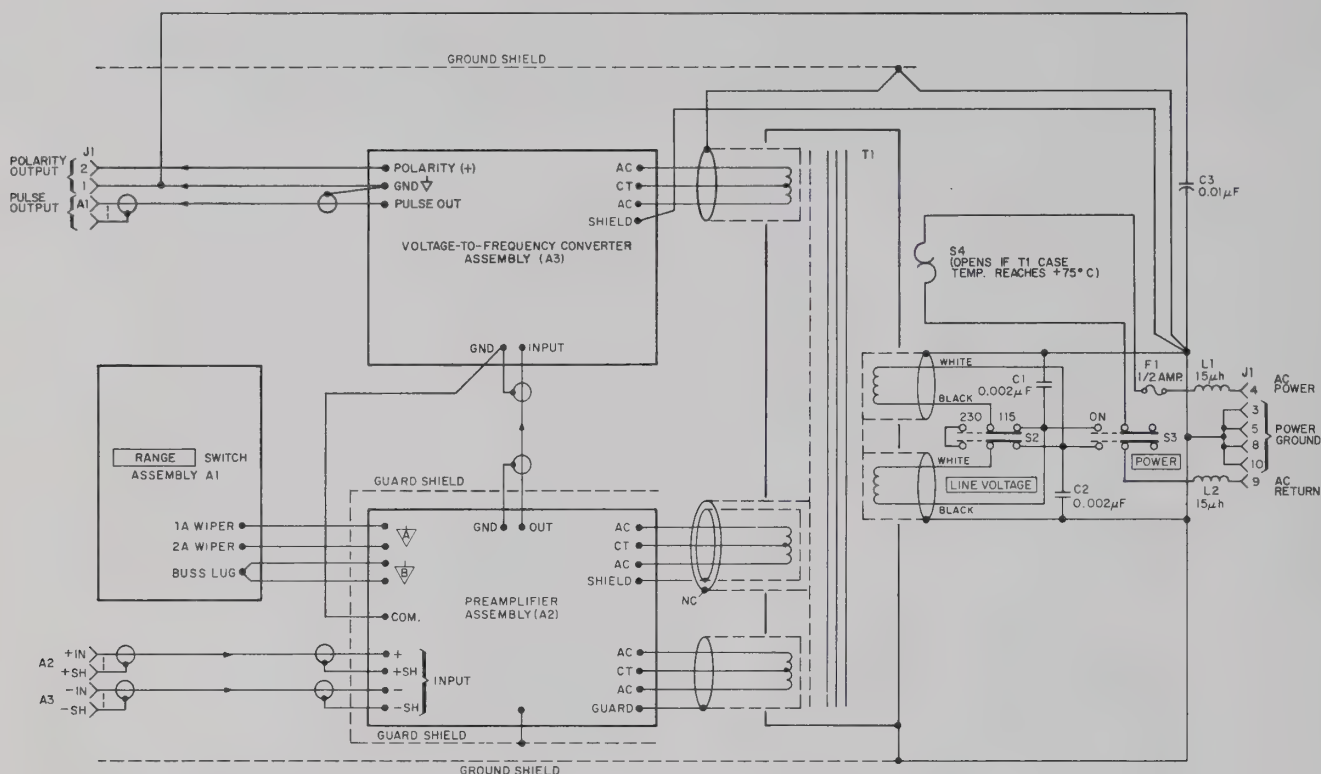 GROUND SHIELD
J1
POLARITY OUTPUT
2
1
PULSE OUTPUT
A1
POLARITY (+)
GND
PULSE OUT
AC
CT
AC
SHIELD
VOLTAGE-TO-FREQUENCY CONVERTER
ASSEMBLY (A3)
GND
INPUT
T1
C3
0.01µF
S4
(OPENS IF T1 CASE
TEMP. REACHES +75°C)
WHITE
BLACK
C1
0.002µF
F1
1/2 AMP.
L1
15µh
J1
4
AC
POWER
3
5
8
10
POWER
GROUND
9
AC
RETURN
230
115
S2
ON
S3
POWER
LINE VOLTAGE
WHITE
BLACK
C2
0.002µF
L2
15µh
RANGE SWITCH
ASSEMBLY A1
1A WIPER
2A WIPER
BUSS LUG
GUARD SHIELD
GND
OUT
A
B
COM.
PREAMPLIFIER
ASSEMBLY (A2)
AC
CT
AC
SHIELD
NC
A2
+IN
+SH
A3
-IN
-SH
+
+SH
-
-SH
INPUT
AC
CT
AC
GUARD
GUARD SHIELD
GROUND SHIELD